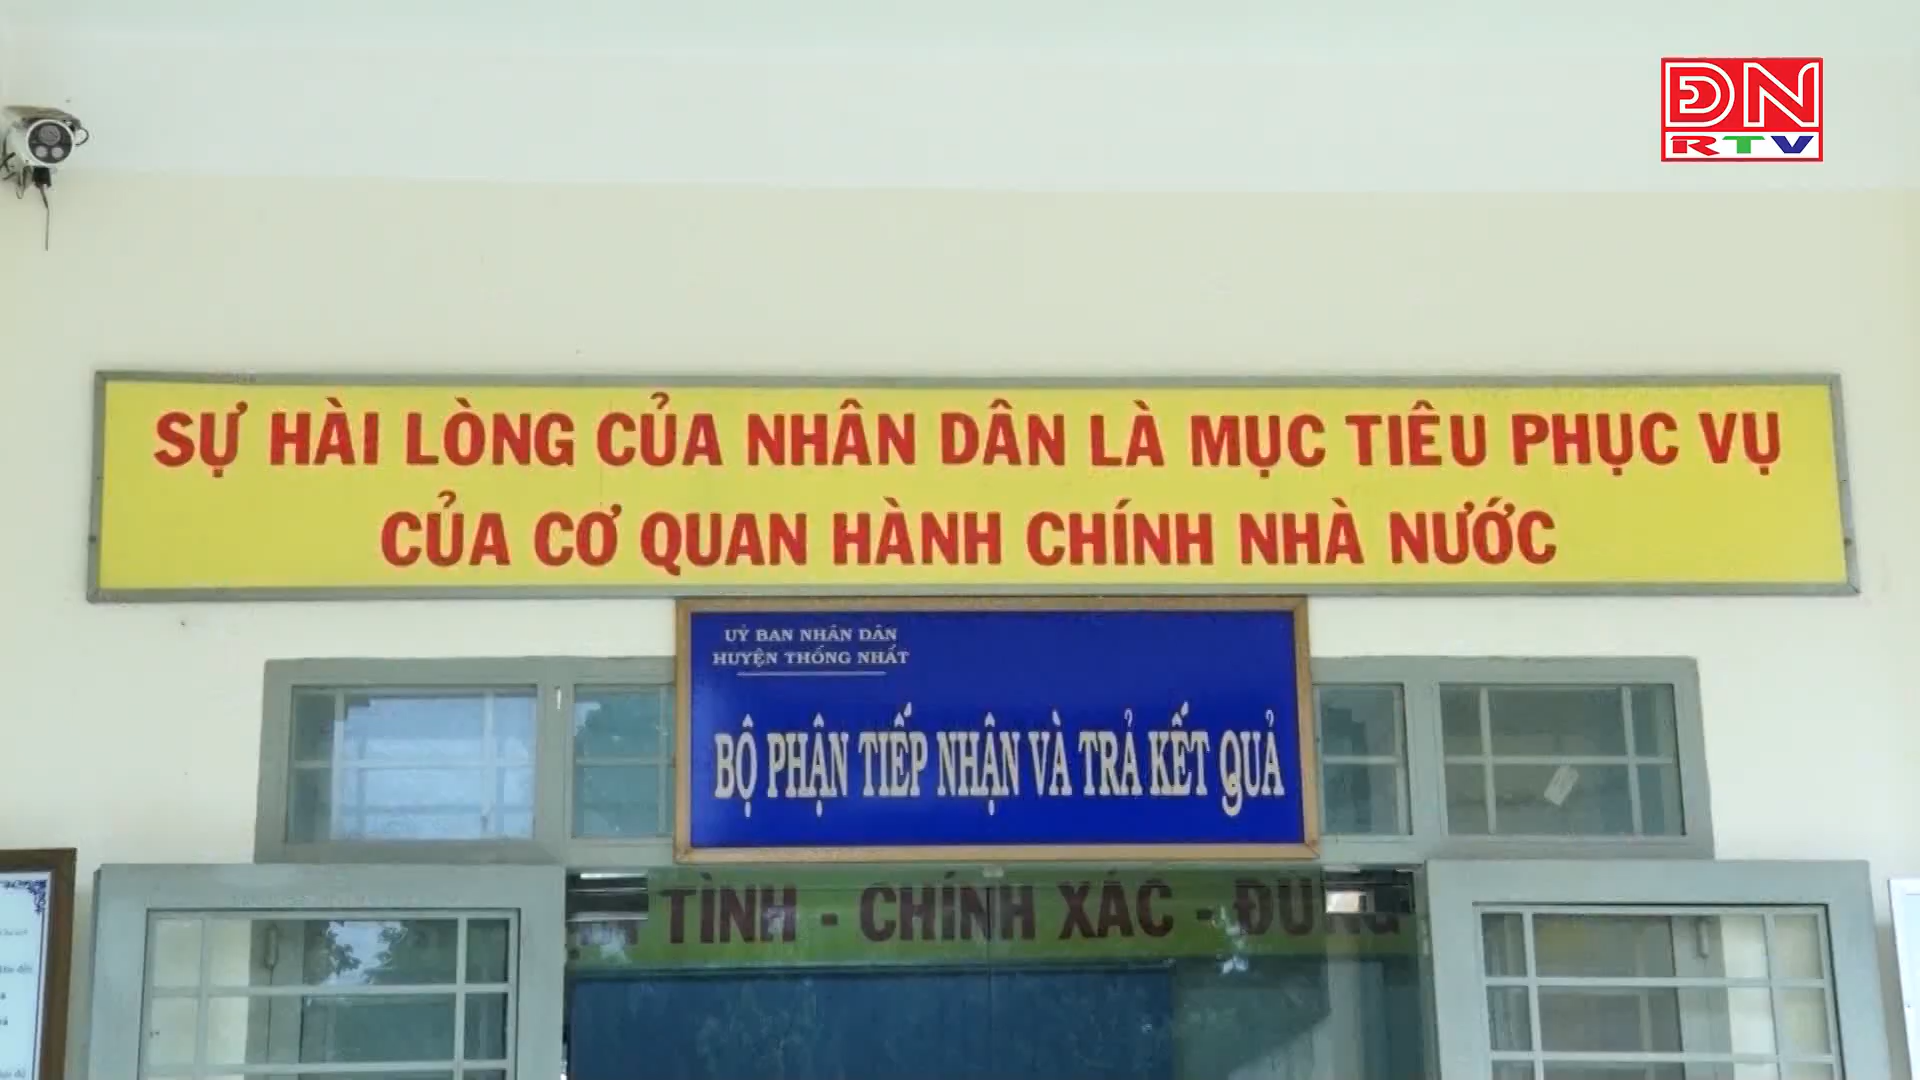 ĐN
RTV
SỰ HÀI LÒNG CỦA NHÂN DÂN LÀ MỤC TIÊU PHỤC VỤ
CỦA CƠ QUAN HÀNH CHÍNH NHÀ NƯỚC
UỶ BAN NHÂN DÂN
HUYỆN THỐNG NHẤT
BỘ PHẬN TIẾP NHẬN VÀ TRẢ KẾT QUẢ
TÌNH - CHÍNH XÁC - ĐÚNG